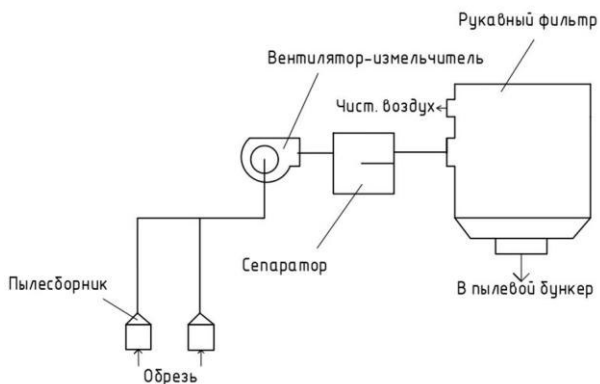 Рукавный фильтр
Вентилятор-измельчитель
Чист. воздух
Сепаратор
Пылесборник
В пылевой бункер
Обрезь